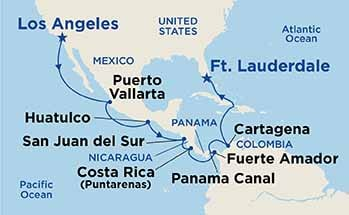 Los Angeles
UNITED
STATES
Atlantic
Ocean
MEXICO
Ft. Lauderdale
Puerto
Vallarta
Huatulco
PANAMA
Cartagena
San Juan del Sur
COLOMBIA
NICARAGUA
Fuerte Amador
Costa Rica
(Puntarenas)
Panama Canal
Pacific
Ocean